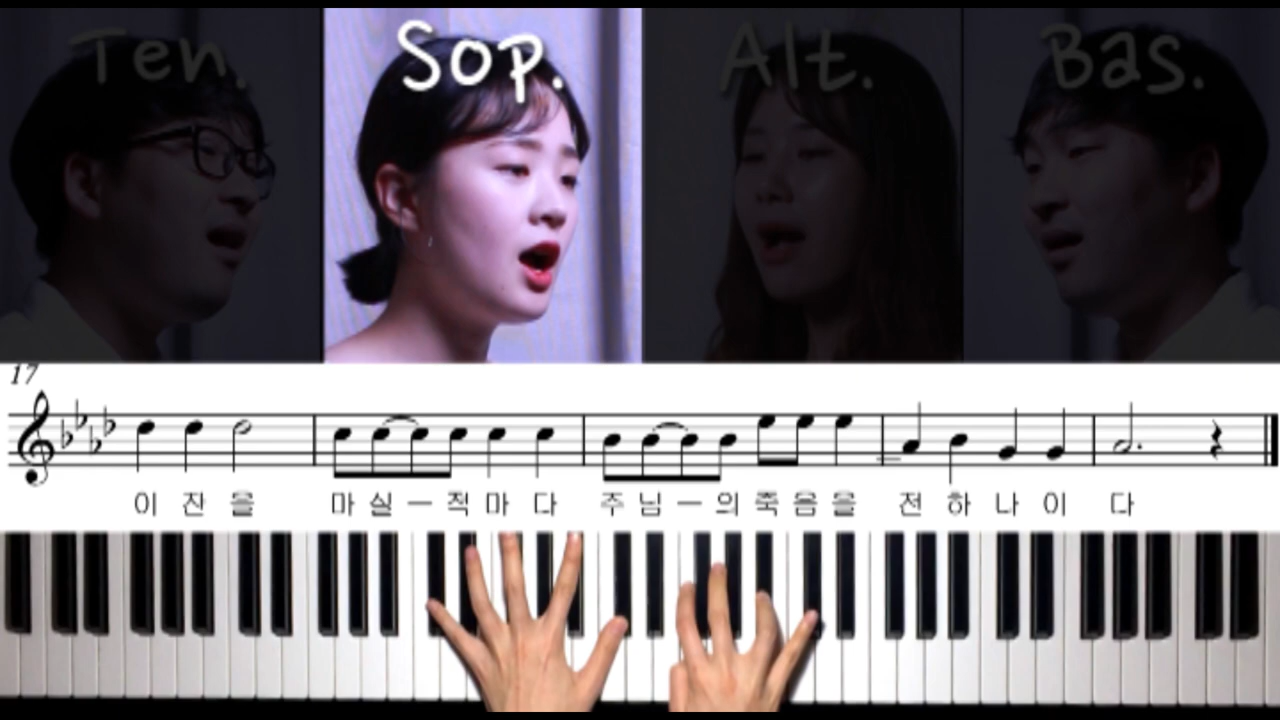 Ten. Sop. Alt. Bas.
17
이 잔 을 마 실 ㅡ 적 마 다 주 님 ㅡ 의 죽 음 을 전 하 나 이 다